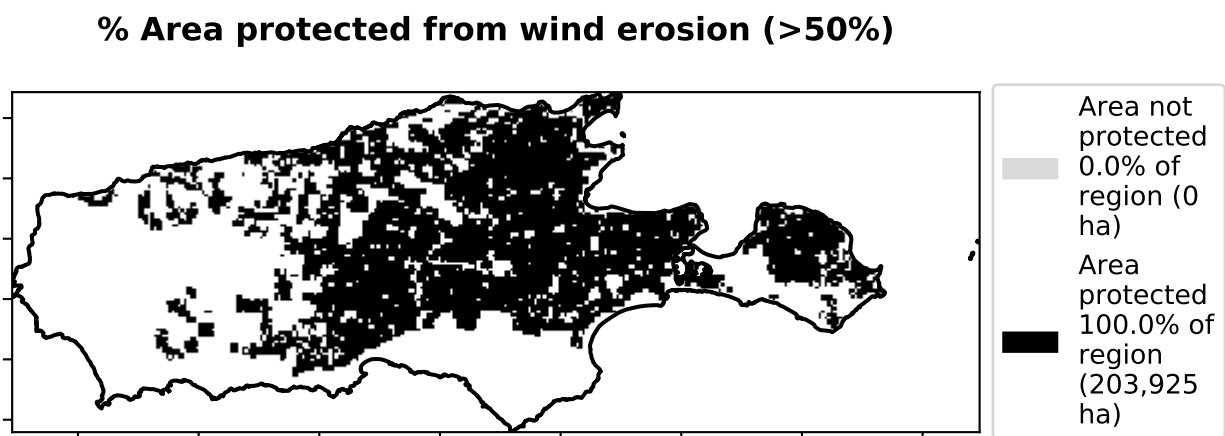 % Area protected from wind erosion (>50%)
Area not
protected
0.0% of
region (0
ha)
Area
protected
100.0% of
region
(203,925
ha)